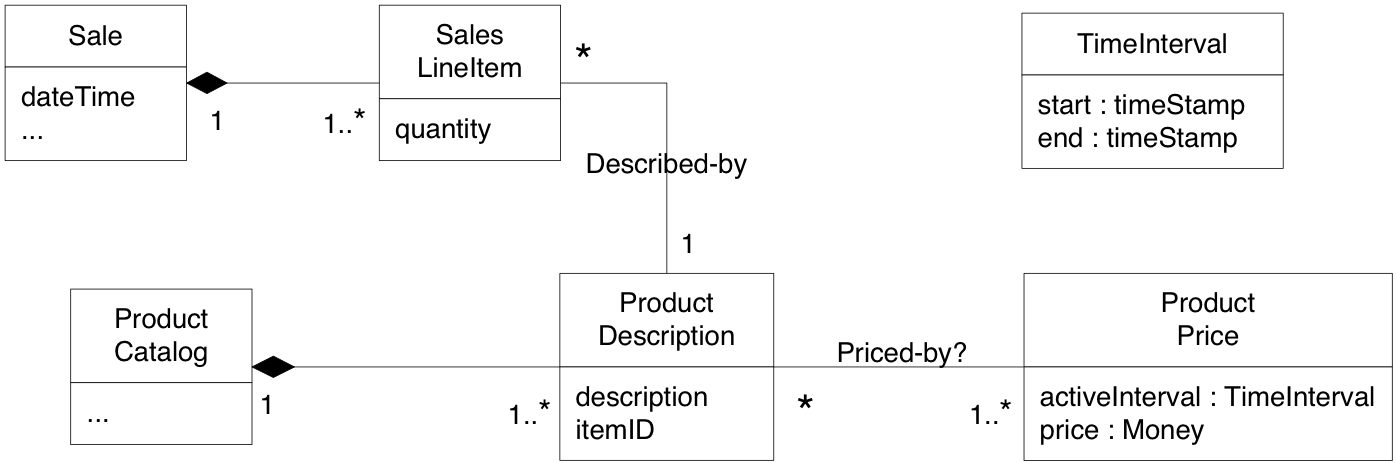 Sale
dateTime
...
1
1..*
Sales
LineItem
quantity
*
Described-by
1
TimeInterval
start : timeStamp
end : timeStamp
Product
Catalog
...
1
1..*
Product
Description
description
itemID
Priced-by?
*
1..*
Product
Price
activeInterval : TimeInterval
price : Money